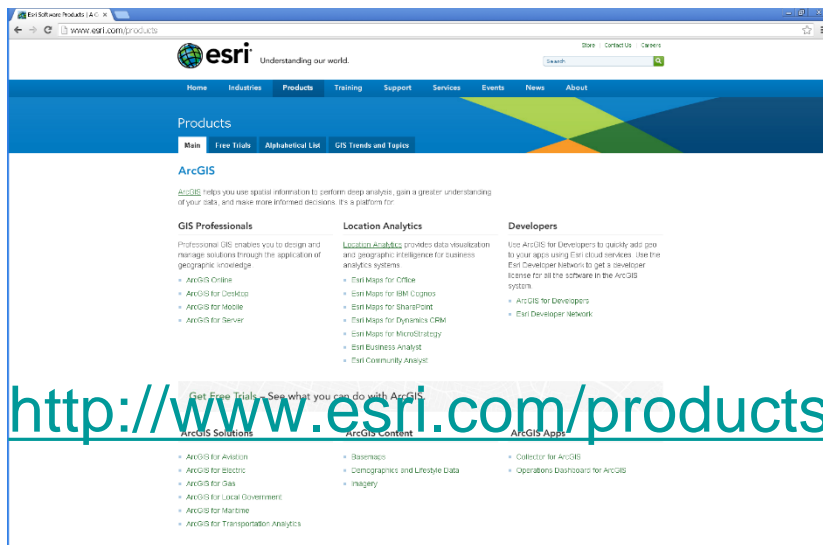 Esri Software Products | ArcG
www.esri.com/products
Store | Contact Us | Careers
esri Understanding our world.
Search
Home Industries Products Training Support Services Events News About
Products
Main Free Trials Alphabetical List GIS Trends and Topics
ArcGIS
ArcGIS helps you use spatial information to perform deep analysis, gain a greater understanding
of your data, and make more informed decisions. It's a platform for:
GIS Professionals
Professional GIS enables you to design and
manage solutions through the application of
geographic knowledge.
ArcGIS Online
ArcGIS for Desktop
ArcGIS for Mobile
ArcGIS for Server
Location Analytics
Location Analytics provides data visualization
and geographic intelligence for business
analytics systems.
Esri Maps for Office
Esri Maps for IBM Cognos
Esri Maps for SharePoint
Esri Maps for Dynamics CRM
Esri Maps for MicroStrategy
Esri Business Analyst
Esri Community Analyst
Developers
Use ArcGIS for Developers to quickly add geo
to your apps using Esri cloud services. Use the
Esri Developer Network to get a developer
license for all the software in the ArcGIS
system.
ArcGIS for Developers
Esri Developer Network
Get Free Trials - See what you can do with ArcGIS.
http://www.esri.com/products
ArcGIS Solutions
ArcGIS for Aviation
ArcGIS for Electric
ArcGIS for Gas
ArcGIS for Local Government
ArcGIS for Maritime
ArcGIS for Transportation Analytics
ArcGIS Content
Basemaps
Demographics and Lifestyle Data
Imagery
ArcGIS Apps
Collector for ArcGIS
Operations Dashboard for ArcGIS